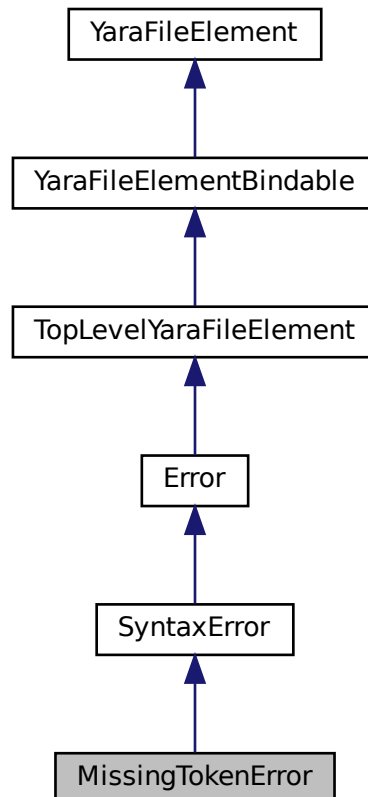 YaraFileElement
YaraFileElementBindable
TopLevelYaraFileElement
Error
SyntaxError
MissingTokenError